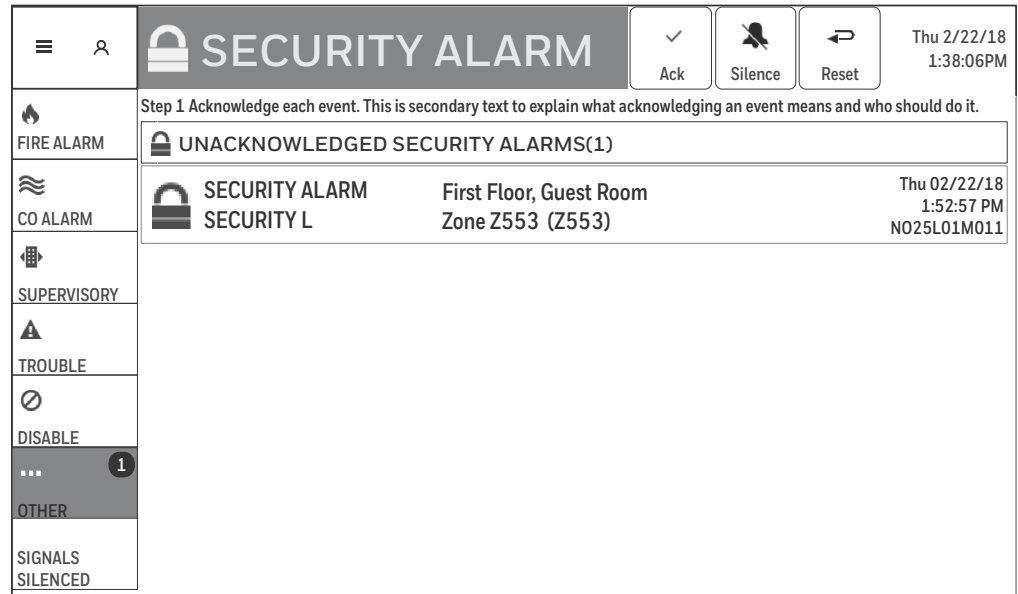 SECURITY ALARM
Ack
Silence
Reset
Thu 2/22/18
1:38:06PM
Step 1 Acknowledge each event. This is secondary text to explain what acknowledging an event means and who should do it.
UNACKNOWLEDGED SECURITY ALARMS(1)
SECURITY ALARM First Floor, Guest Room Thu 02/22/18
SECURITY L Zone Z553 (Z553) 1:52:57 PM
NO25L01M011
FIRE ALARM
CO ALARM
SUPERVISORY
TROUBLE
DISABLE
... 1
OTHER
SIGNALS
SILENCED